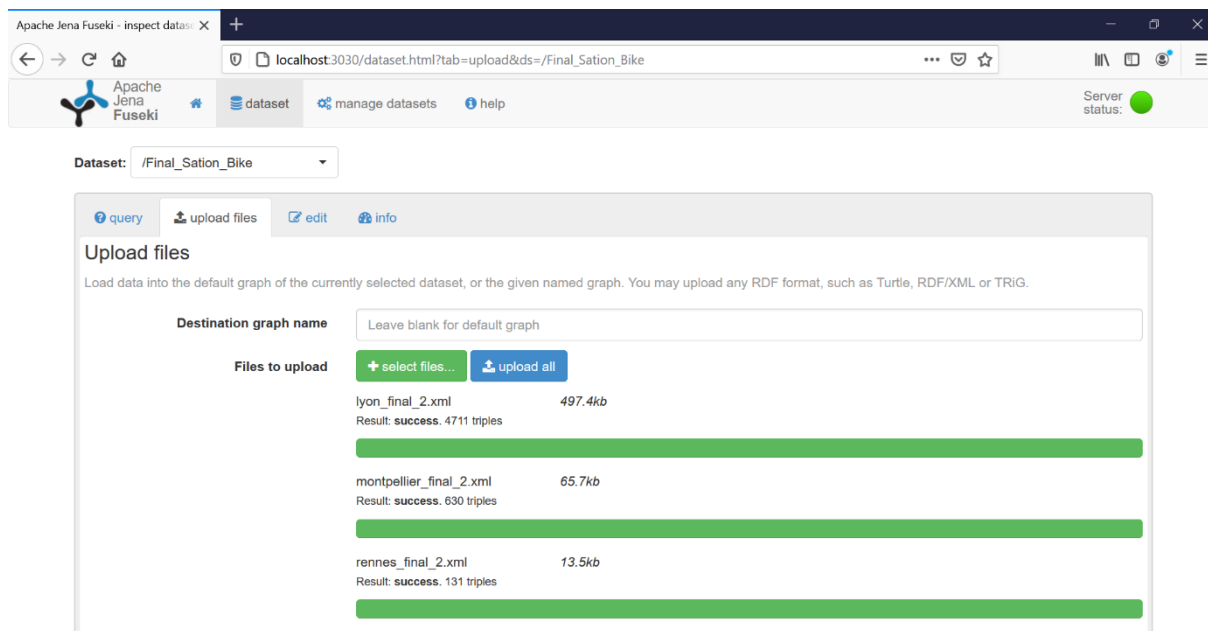 Apache Jena Fuseki - inspect datase
localhost:3030/dataset.html?tab=upload&ds=/Final_Sation_Bike
Apache
Jena
Fuseki
dataset
manage datasets
help
Server
status:
Dataset: /Final_Sation_Bike
query upload files edit info
Upload files
Load data into the default graph of the currently selected dataset, or the given named graph. You may upload any RDF format, such as Turtle, RDF/XML or TRiG.
Destination graph name Leave blank for default graph
Files to upload select files... upload all
lyon_final_2.xml 497.4kb
Result: success. 4711 triples
montpellier_final_2.xml 65.7kb
Result: success. 630 triples
rennes_final_2.xml 13.5kb
Result: success. 131 triples